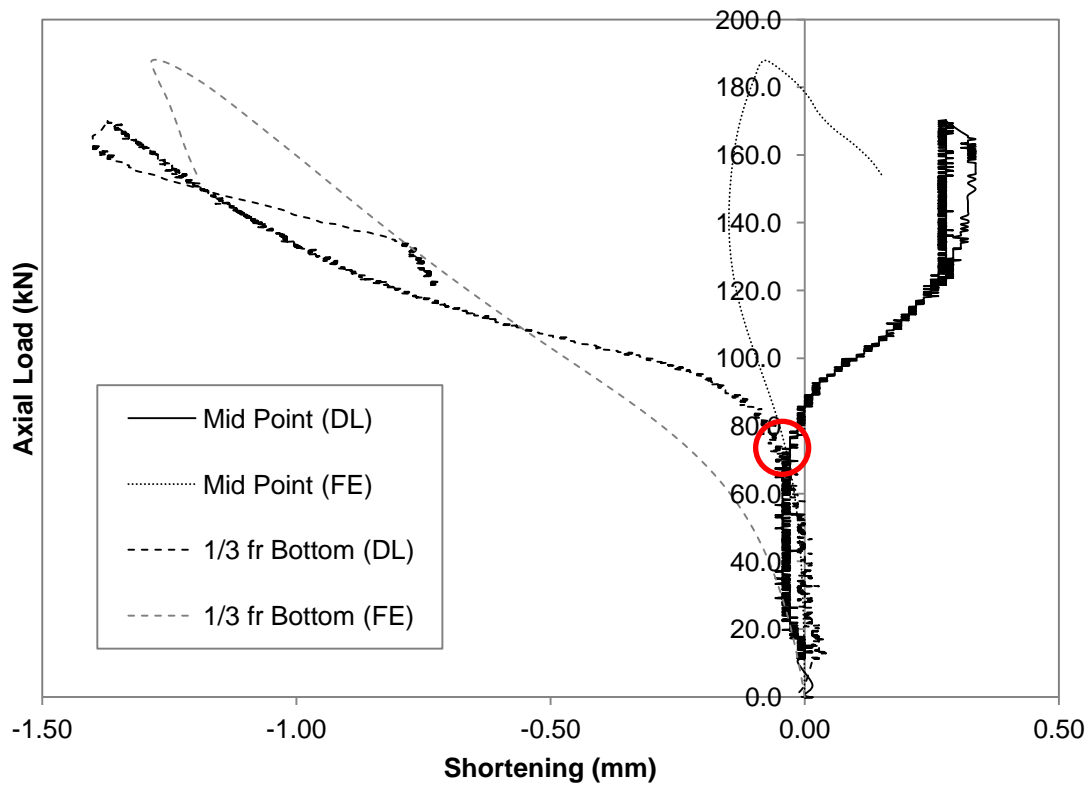 200.0
180.0
160.0
140.0
120.0
100.0
80.0
60.0
40.0
20.0
0.0
-1.50
-1.00
-0.50
0.00
0.50
Axial Load (kN)
Shortening (mm)
Mid Point (DL)
Mid Point (FE)
1/3 fr Bottom (DL)
1/3 fr Bottom (FE)